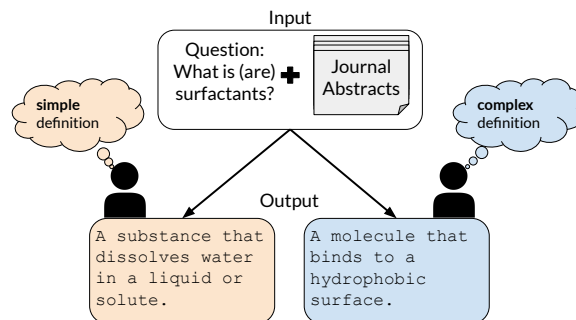 Input
Question:
What is (are)
surfactants?
Journal
Abstracts
simple
definition
complex
definition
Output
A substance that
dissolves water
in a liquid or
solute.
A molecule that
binds to a
hydrophobic
surface.